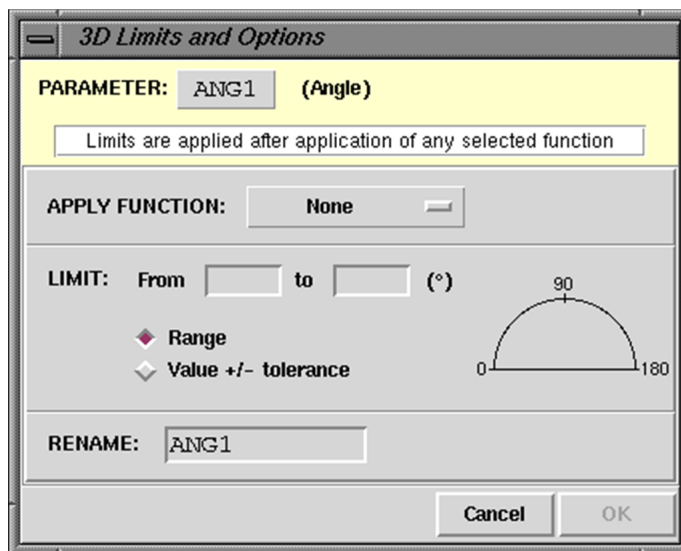 3D Limits and Options
PARAMETER: ANG1 (Angle)
Limits are applied after application of any selected function
APPLY FUNCTION: None
LIMIT: From to (°)
90
Range
Value +/- tolerance
0 180
RENAME: ANG1
Cancel OK